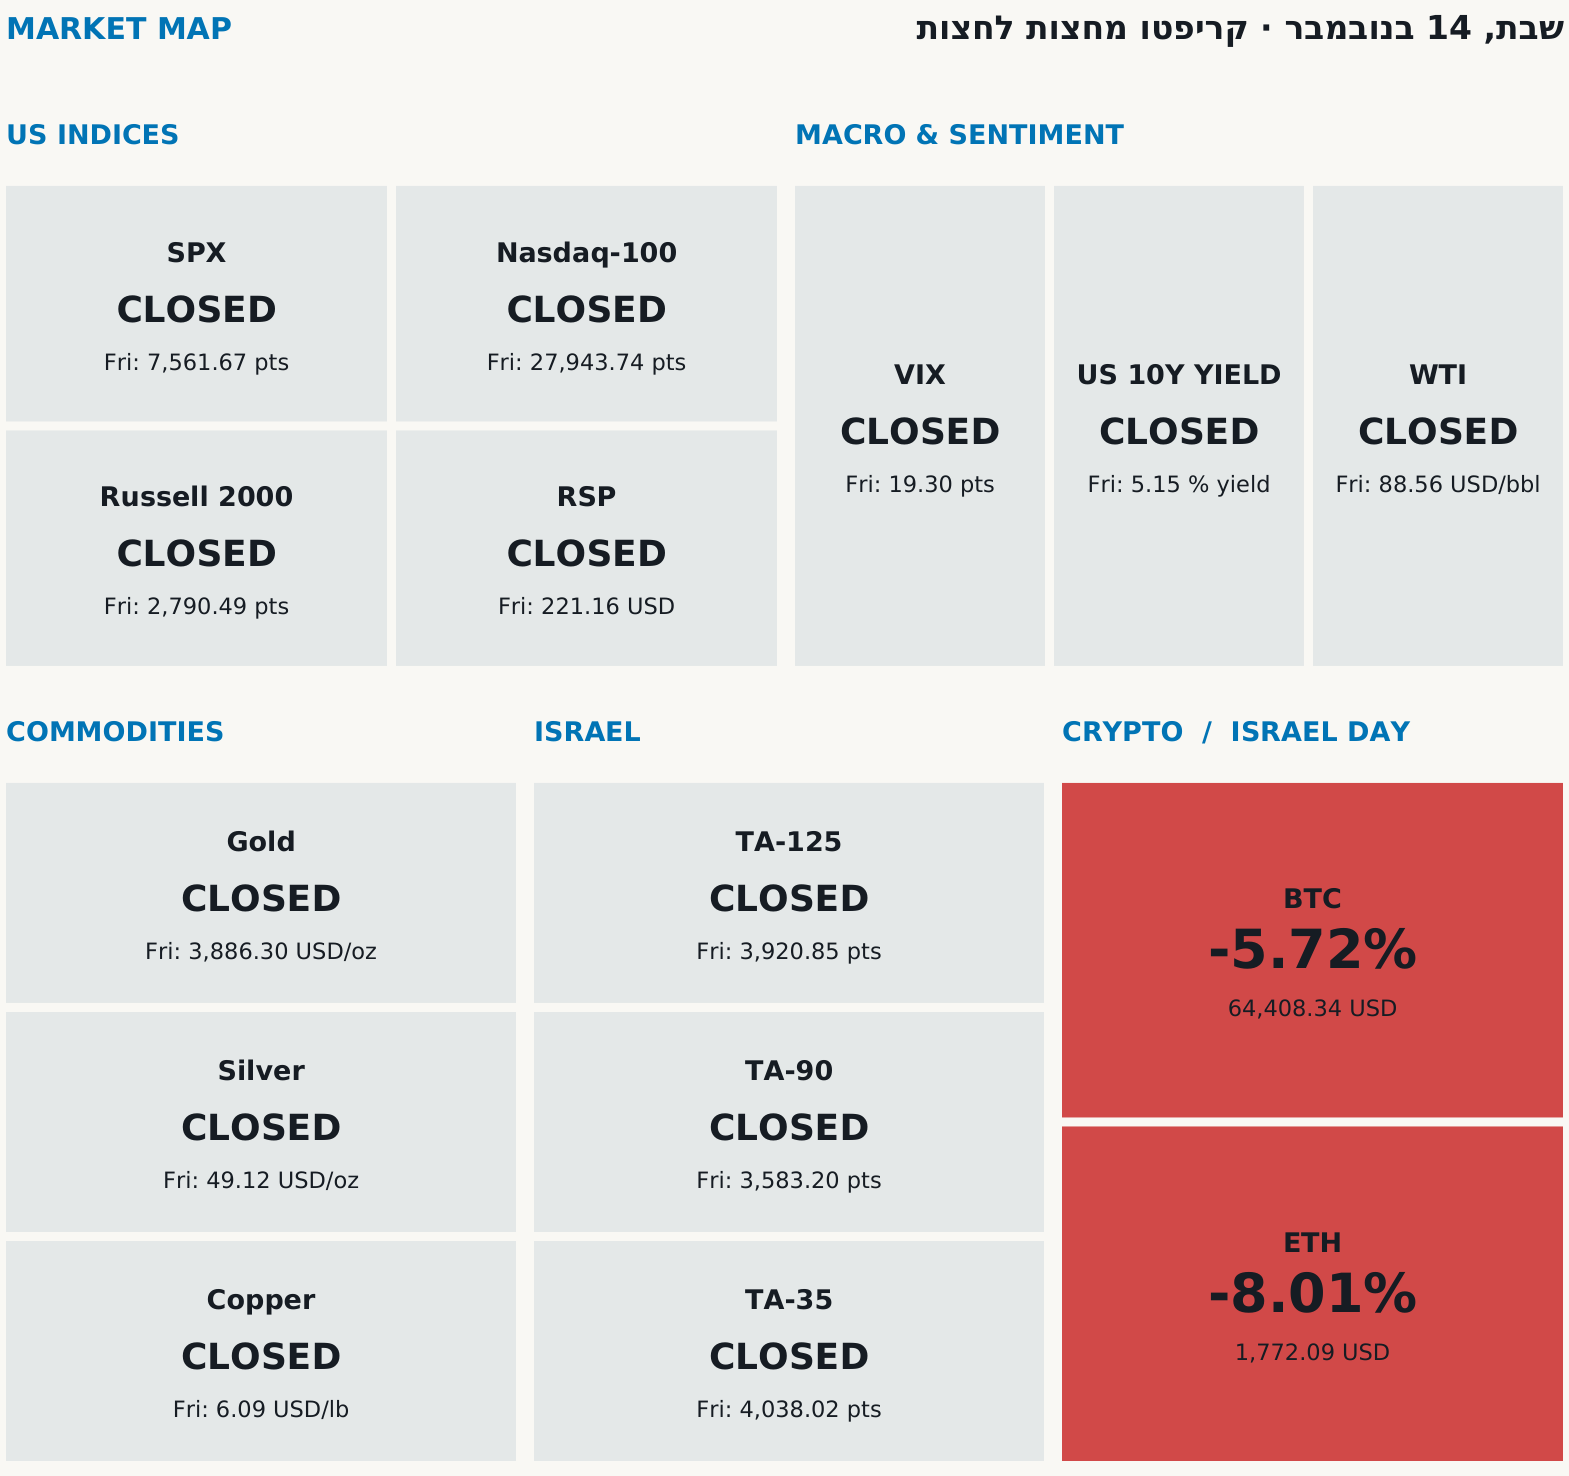 MARKET MAP
שבת, 14 בנובמבר · קריפטו מחצות לחצות
US INDICES
SPX
CLOSED
Fri: 7,561.67 pts
Nasdaq-100
CLOSED
Fri: 27,943.74 pts
Russell 2000
CLOSED
Fri: 2,790.49 pts
RSP
CLOSED
Fri: 221.16 USD
MACRO & SENTIMENT
VIX
CLOSED
Fri: 19.30 pts
US 10Y YIELD
CLOSED
Fri: 5.15 % yield
WTI
CLOSED
Fri: 88.56 USD/bbl
COMMODITIES
Gold
CLOSED
Fri: 3,886.30 USD/oz
Silver
CLOSED
Fri: 49.12 USD/oz
Copper
CLOSED
Fri: 6.09 USD/lb
ISRAEL
TA-125
CLOSED
Fri: 3,920.85 pts
TA-90
CLOSED
Fri: 3,583.20 pts
TA-35
CLOSED
Fri: 4,038.02 pts
CRYPTO / ISRAEL DAY
BTC
-5.72%
64,408.34 USD
ETH
-8.01%
1,772.09 USD